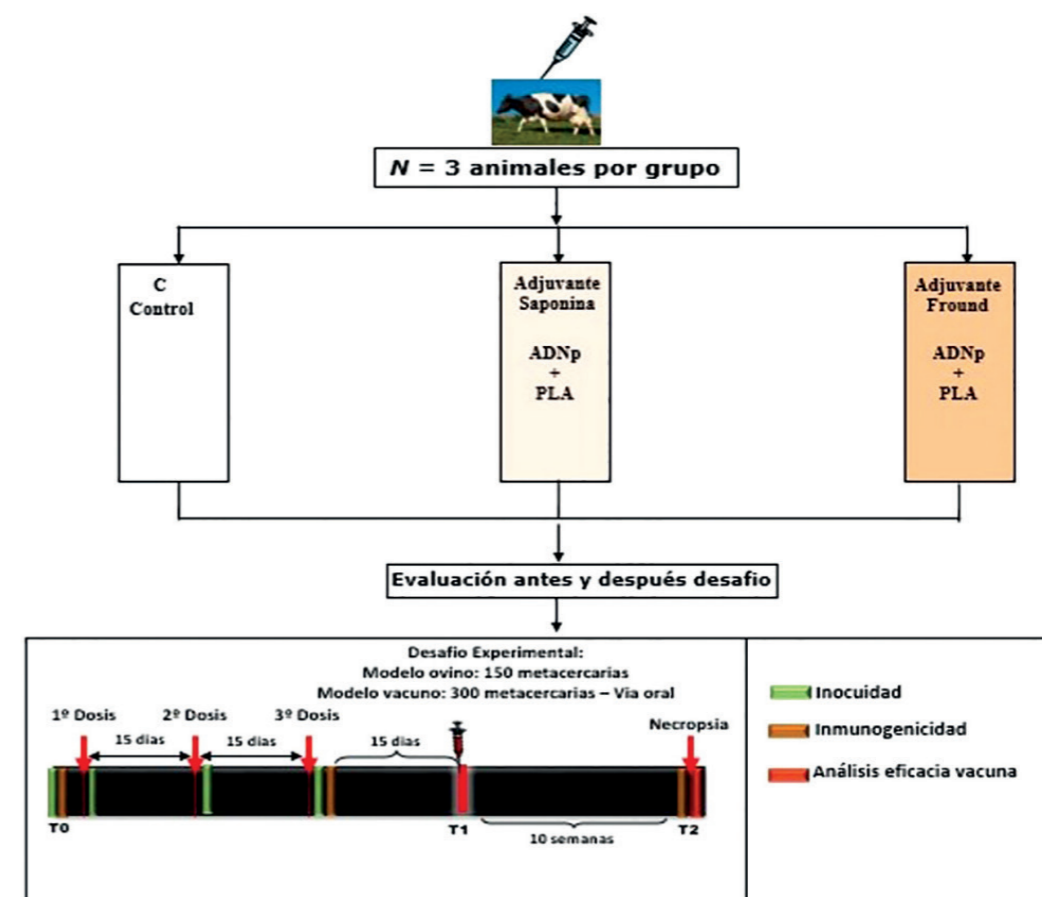 N = 3 animales por grupo
C
Control
Adjuvante
Saponina
ADNp
+
PLA
Adjuvante
Fround
ADNp
+
PLA
Evaluación antes y después desafio
Desafio Experimental:
Modelo ovino: 150 metacercarias
Modelo vacuno: 300 metacercarias – Via oral
1º Dosis
2º Dosis
3º Dosis
Necropsia
15 dias
15 dias
15 dias
T0
T1
T2
10 semanas
Inocuidad
Inmunogenicidad
Análisis eficacia vacuna